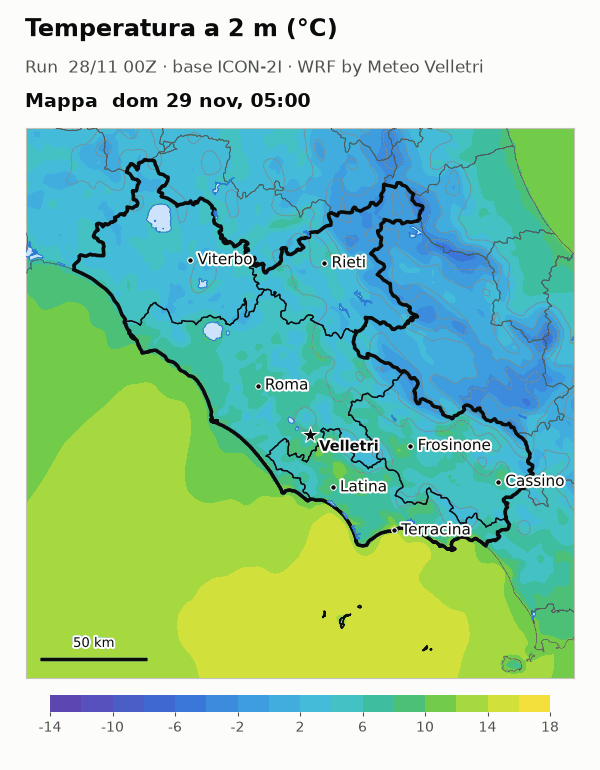 Temperatura a 2 m (°C)
Run 28/11 00Z · base ICON-2I · WRF by Meteo Velletri
Mappa dom 29 nov, 05:00
Viterbo
Rieti
Roma
Velletri
Frosinone
Latina
Cassino
Terracina
50 km
-14 -10 -6 -2 2 6 10 14 18